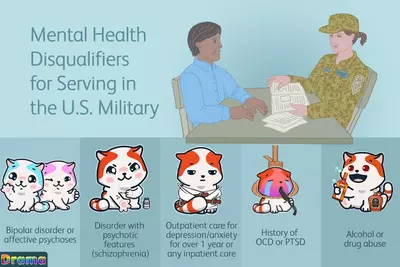 Mental Health
Disqualifiers
for Serving in
the U.S. Military
Bipolar disorder or
affective psychoses
Disorder with
psychotic
features
(schizophrenia)
Outpatient care for
depression/anxiety
for over 1 year or
any inpatient care
History of
OCD or PTSD
Alcohol or
drug abuse
Drama